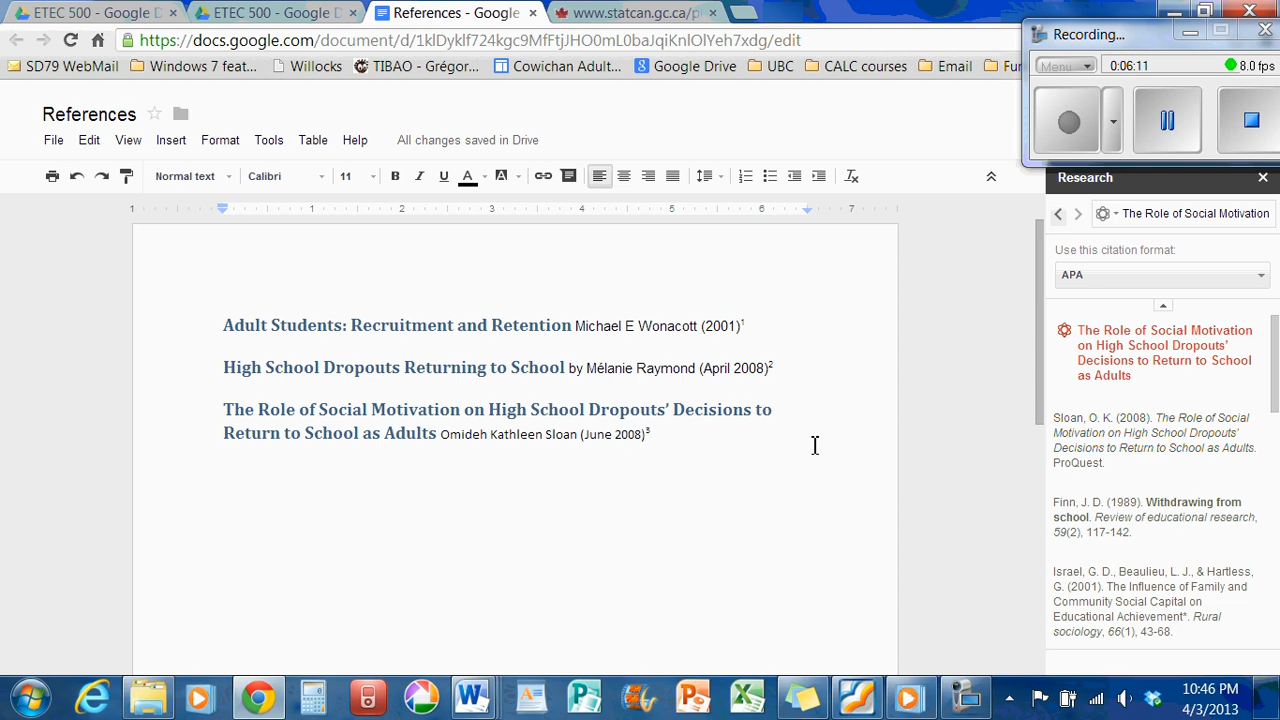 ETEC 500 - Google D
ETEC 500 - Google D
References - Google
www.statcan.gc.ca/p
https://docs.google.com/document/d/1klDyklf724kgc9MfFtjJHO0mL0baJqiKnlOlYeh7xdg/edit
SD79 WebMail
Windows 7 feat
Willocks
TIBAO - Grégor...
Cowichan Adult...
Google Drive
UBC
CALC courses
Email
Fur
Recording...
Menu
0:06:11
8.0 fps
References
File Edit View Insert Format Tools Table Help All changes saved in Drive
Normal text Calibri 11 B I U A A
1 1 2 3 4 5 6 7
Adult Students: Recruitment and Retention Michael E Wonacott (2001)1
High School Dropouts Returning to School by Mélanie Raymond (April 2008)2
The Role of Social Motivation on High School Dropouts' Decisions to
Return to School as Adults Omideh Kathleen Sloan (June 2008)3
Research
The Role of Social Motivation
Use this citation format:
APA
The Role of Social Motivation
on High School Dropouts'
Decisions to Return to School
as Adults
Sloan, O. K. (2008). The Role of Social
Motivation on High School Dropouts'
Decisions to Return to School as Adults.
ProQuest.
Finn, J. D. (1989). Withdrawing from
school. Review of educational research,
59(2), 117-142.
Israel, G. D., Beaulieu, L. J., & Hartless,
G. (2001). The Influence of Family and
Community Social Capital on
Educational Achievement*. Rural
sociology, 66(1), 43-68.
10:46 PM
4/3/2013